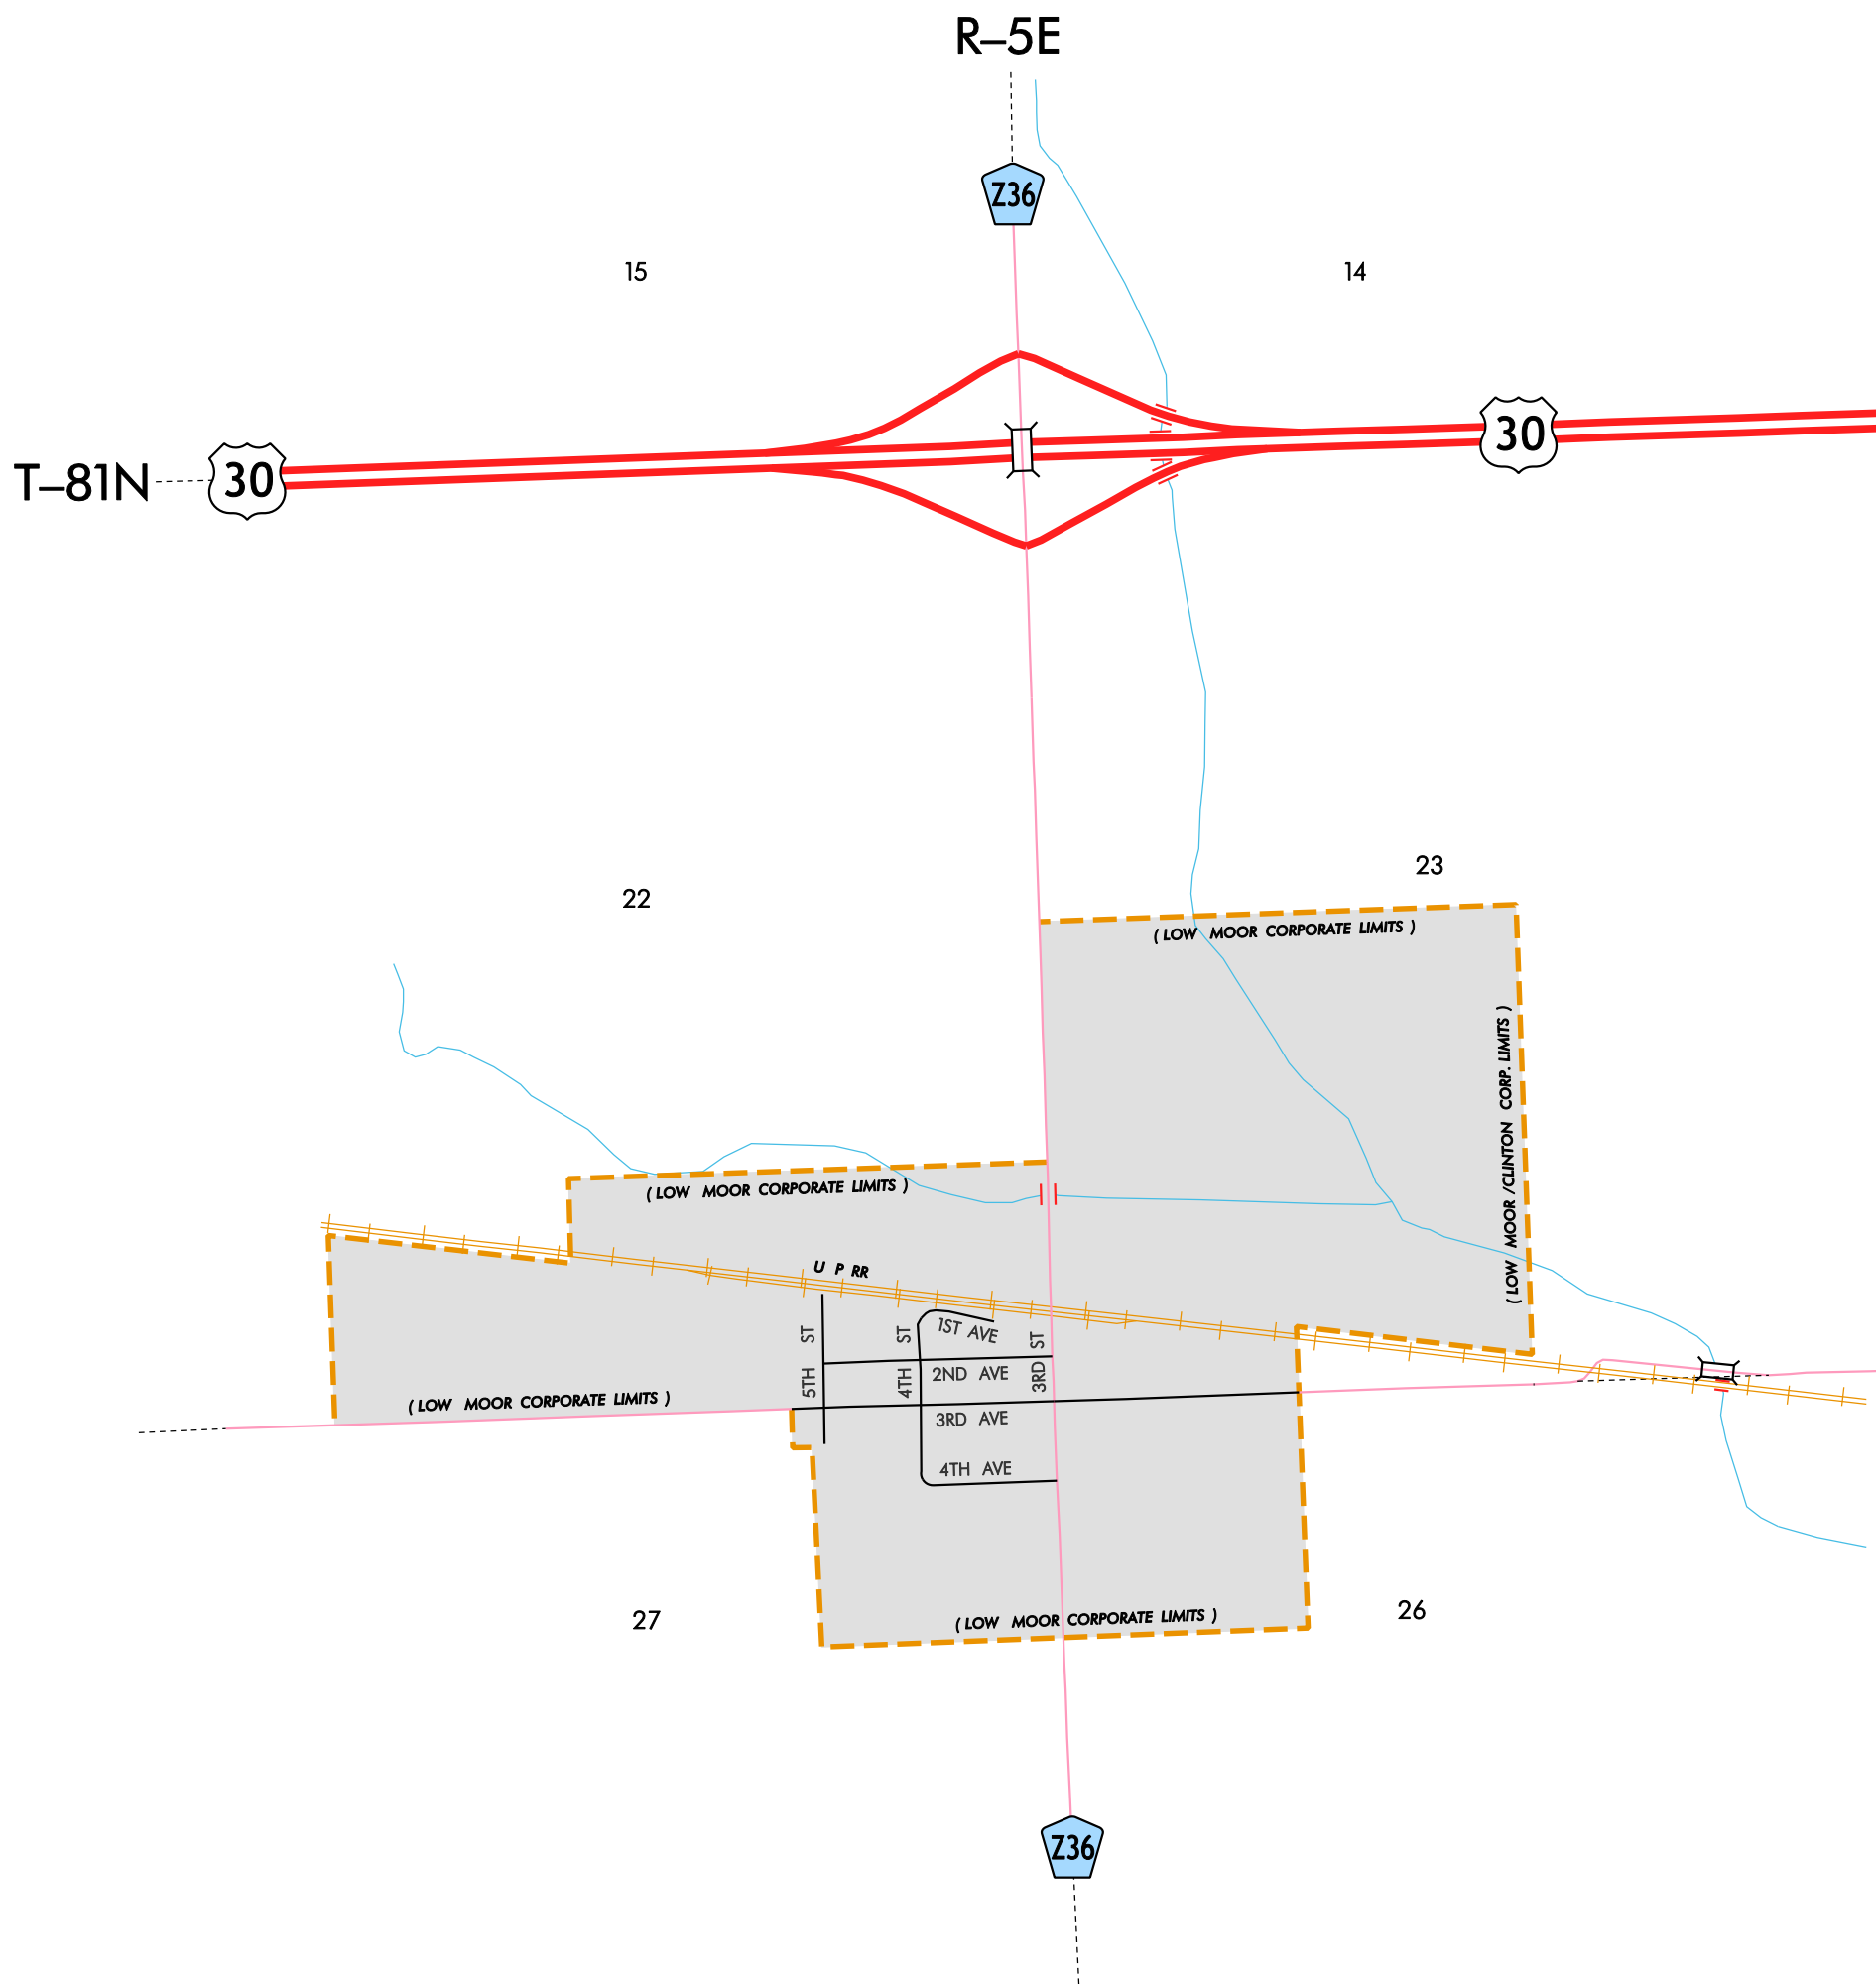 R–5E
Z36
15
14
30
T–81N
30
23
22
( LOW MOOR CORPORATE LIMITS )
( LOW MOOR /CLINTON CORP. LIMITS )
( LOW MOOR CORPORATE LIMITS )
U P RR
5TH ST
4TH ST
1ST AVE
3RD ST
2ND AVE
( LOW MOOR CORPORATE LIMITS )
3RD AVE
4TH AVE
27
26
( LOW MOOR CORPORATE LIMITS )
Z36